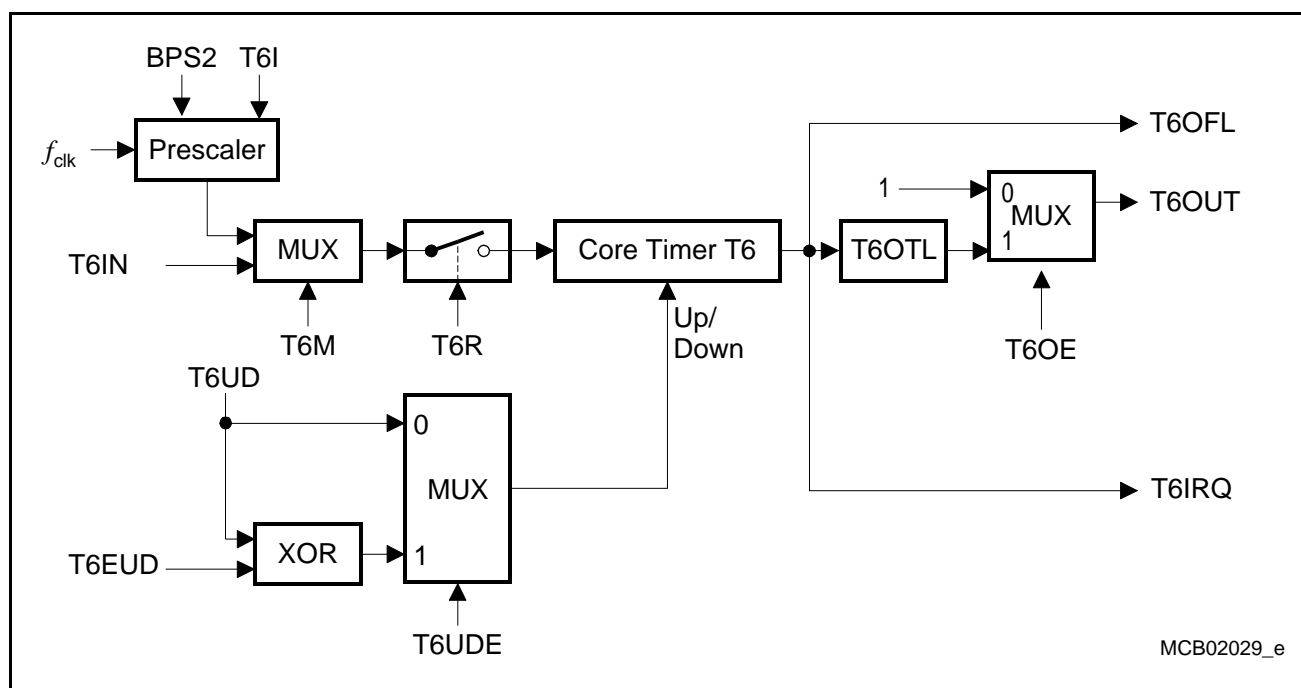 BPS2 T6I
f clk
Prescaler
T6OFL
1
0
MUX
1
T6OUT
T6IN
MUX
Core Timer T6
T6OTL
T6M
T6R
Up/
Down
T6OE
T6UD
0
MUX
1
T6IRQ
T6EUD
XOR
T6UDE
MCB02029_e